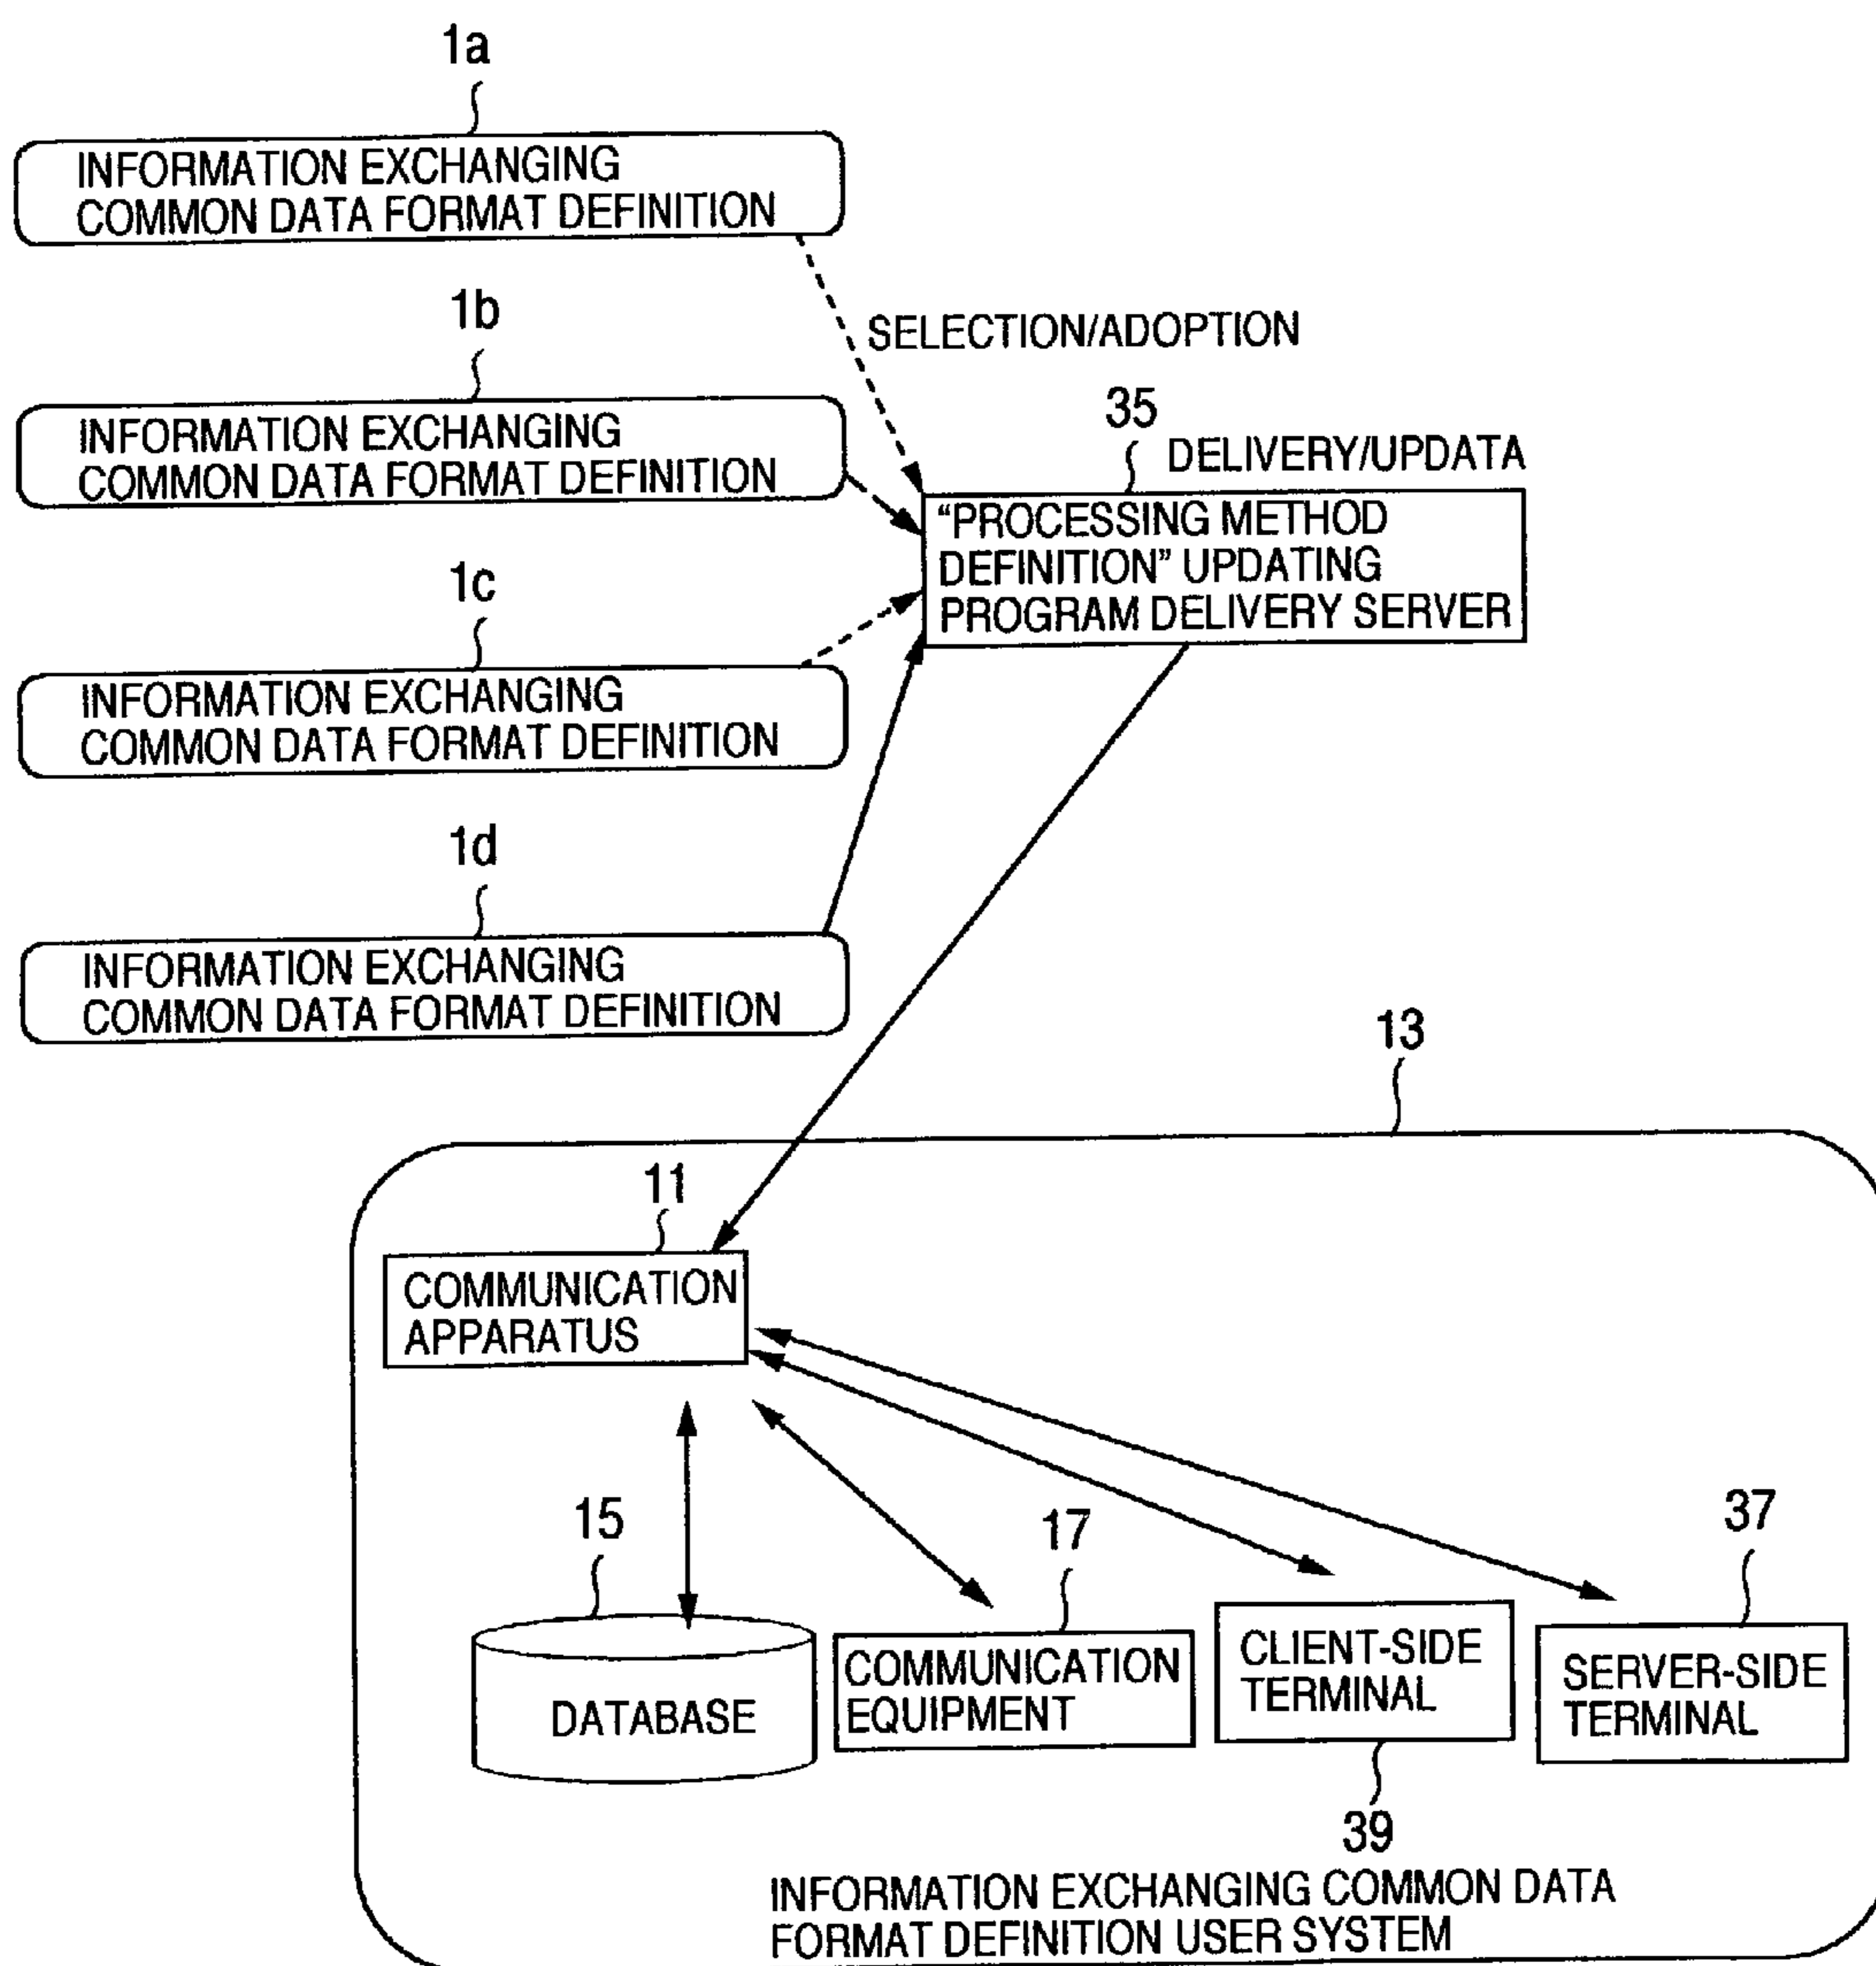 1a
INFORMATION EXCHANGING
COMMON DATA FORMAT DEFINITION
1b
INFORMATION EXCHANGING
COMMON DATA FORMAT DEFINITION
1c
INFORMATION EXCHANGING
COMMON DATA FORMAT DEFINITION
1d
INFORMATION EXCHANGING
COMMON DATA FORMAT DEFINITION
SELECTION/ADOPTION
35
DELIVERY/UPDATA
“PROCESSING METHOD
DEFINITION” UPDATING
PROGRAM DELIVERY SERVER
13
11
COMMUNICATION
APPARATUS
15
DATABASE
17
COMMUNICATION
EQUIPMENT
CLIENT-SIDE
TERMINAL
39
37
SERVER-SIDE
TERMINAL
INFORMATION EXCHANGING COMMON DATA
FORMAT DEFINITION USER SYSTEM